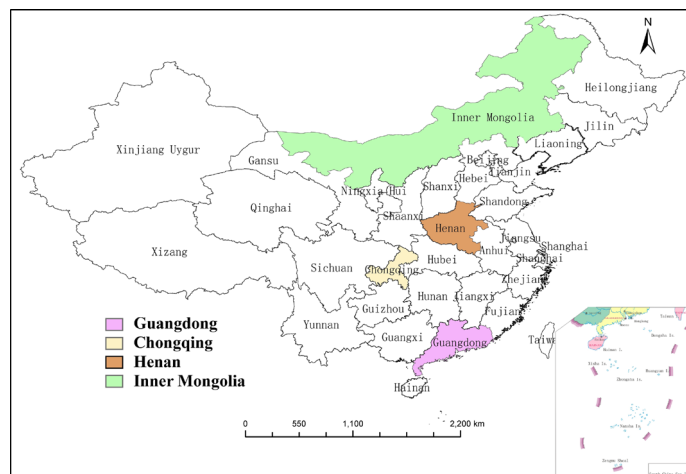 N
Heilongjiang
Jilin
Liaoning
Inner Mongolia
Xinjiang Uygur
Gansu
Beijing
Tianjin
Hebei
Ningxia (Hui
Shanxi
Shandong
Qinghai
Shaanxi
Henan
Jiangsu
Shanghai
Anhui
Shanghai
Xizang
Sichuan
Chongqing
Hubei
Zhejiang
Hunan
Jiangxi
Guizhou
Fujian
Yunnan
Guangxi
Guangdong
Taiwa
Hainan
Guangdong
Chongqing
Henan
Inner Mongolia
0 550 1,100 2,200 km